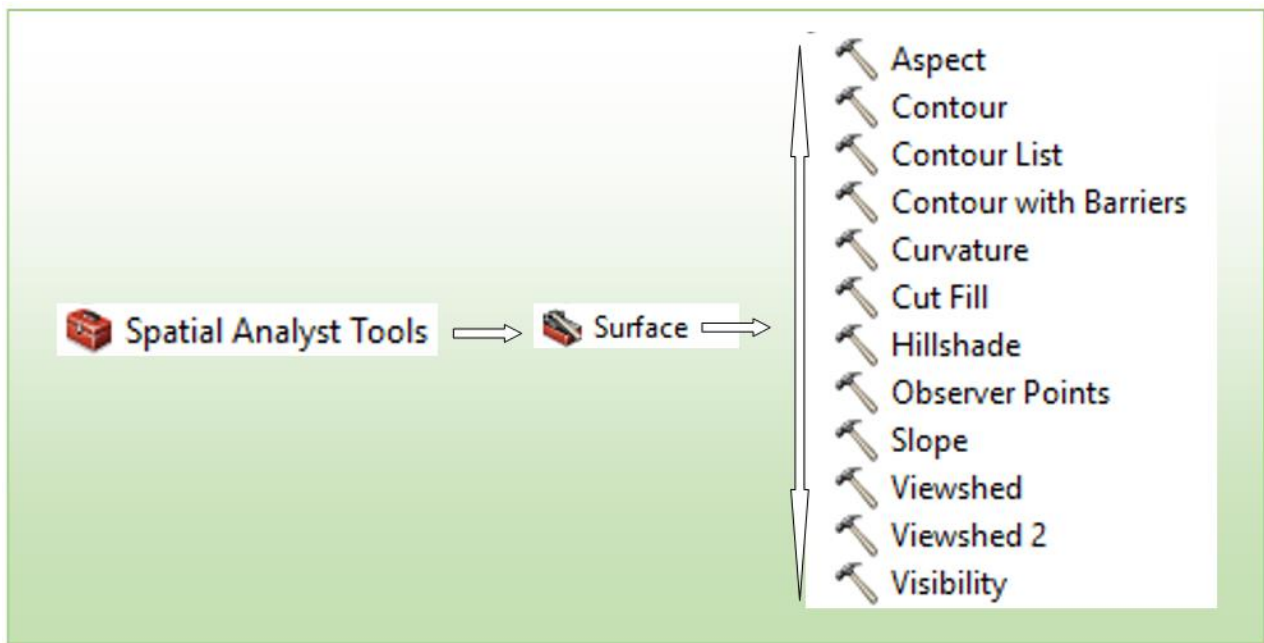 Spatial Analyst Tools
Surface
Aspect
Contour
Contour List
Contour with Barriers
Curvature
Cut Fill
Hillshade
Observer Points
Slope
Viewshed
Viewshed 2
Visibility